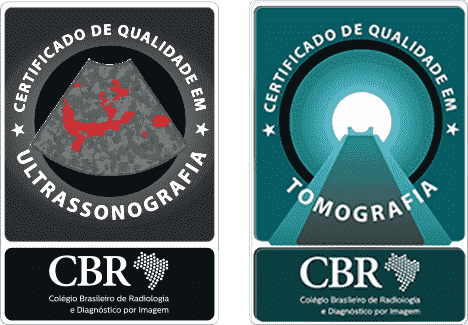 CERTIFICADO DE QUALIDADE EM
ULTRASSONOGRAFIA
CBR
Colégio Brasileiro de Radiologia
e Diagnóstico por Imagem
CERTIFICADO DE QUALIDADE EM
TOMOGRAFIA
CBR
Colégio Brasileiro de Radiologia
e Diagnóstico por Imagem